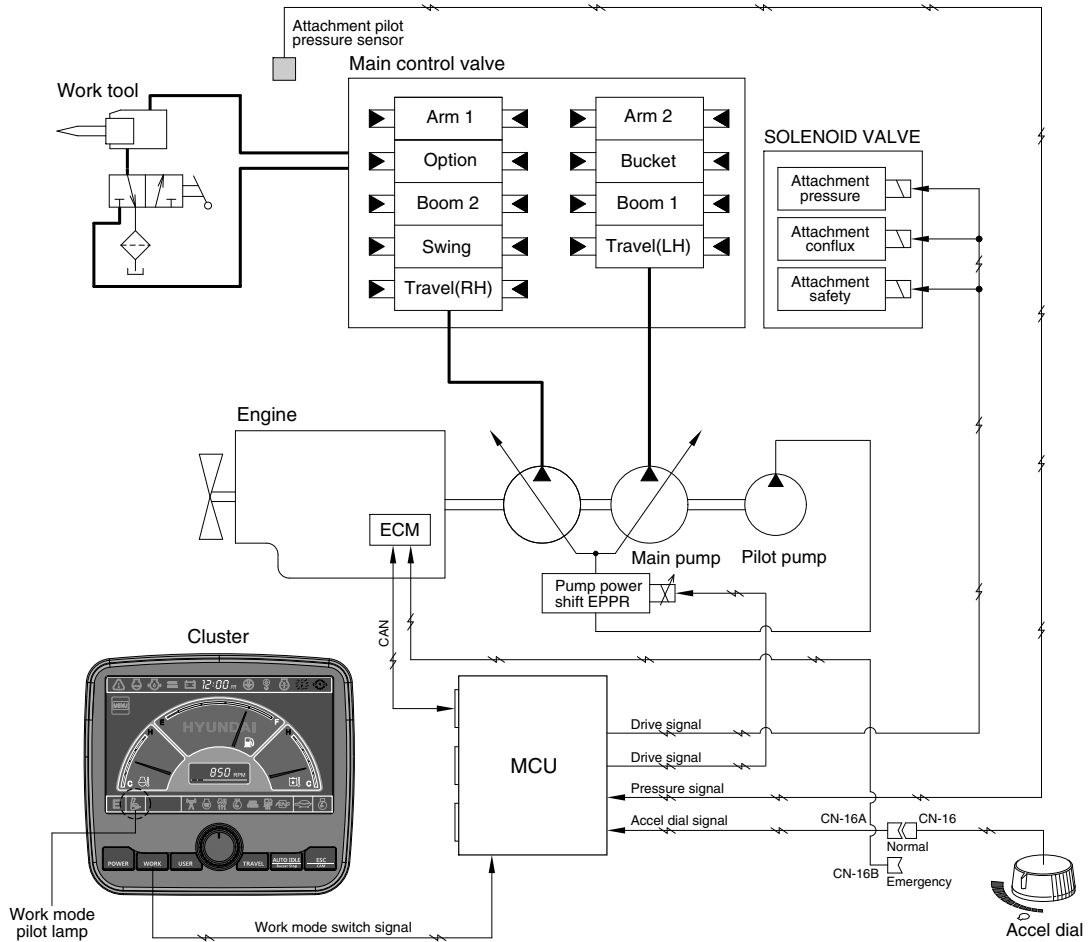 Attachment pilot
pressure sensor
Main control valve
Work tool
Arm 1
Option
Boom 2
Swing
Travel(RH)
Arm 2
Bucket
Boom 1
Travel(LH)
SOLENOID VALVE
Attachment
pressure
Attachment
conflux
Attachment
safety
Engine
ECM
Main pump
Pilot pump
Pump power
shift EPPR
CAN
Cluster
12:00
MENU
E
F
HYUNDAI
H
H
C
C
850 RPM
E
POWER
WORK
USER
TRAVEL
AUTO IDLE
Buzzer Stop
ESC
CAM
MCU
Drive signal
Drive signal
Pressure signal
Accel dial signal
CN-16A
CN-16
Normal
CN-16B
Emergency
Work mode
pilot lamp
Work mode switch signal
Accel dial